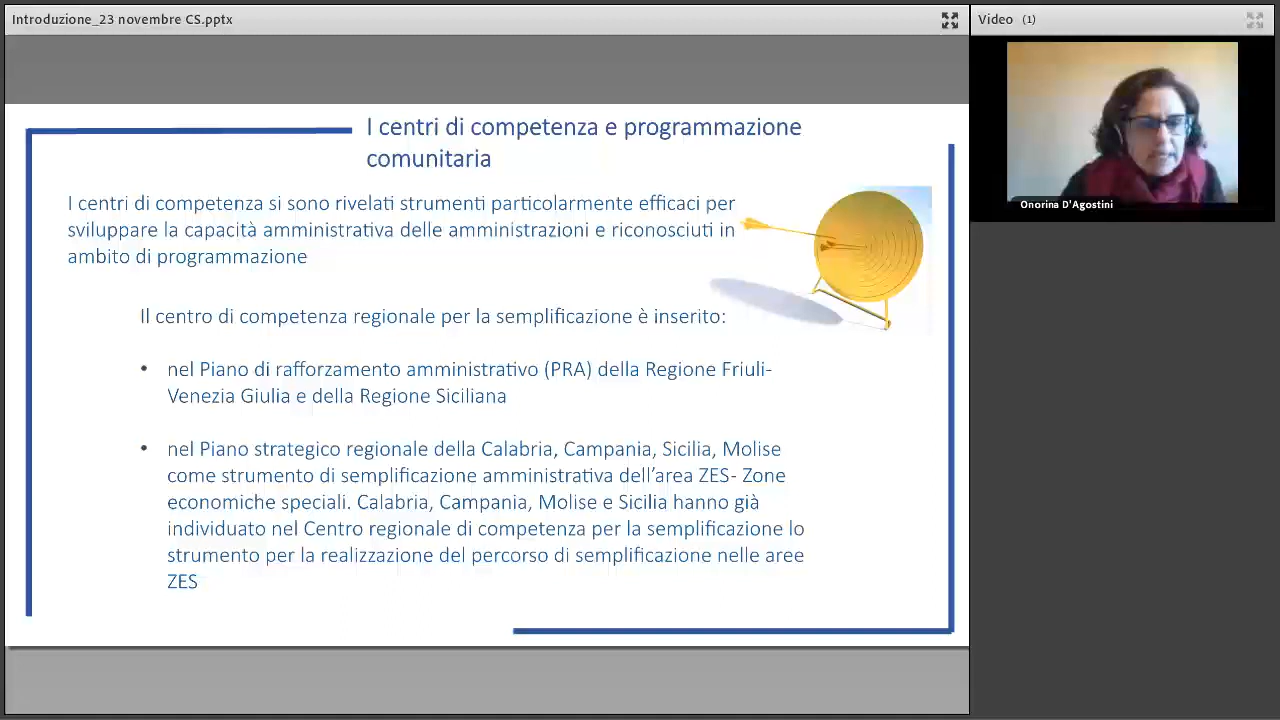 Introduzione_23 novembre CS.pptx
Video (1)
Onorina D'Agostini
I centri di competenza e programmazione
comunitaria
I centri di competenza si sono rivelati strumenti particolarmente efficaci per
sviluppare la capacità amministrativa delle amministrazioni e riconosciuti in
ambito di programmazione
Il centro di competenza regionale per la semplificazione è inserito:
• nel Piano di rafforzamento amministrativo (PRA) della Regione Friuli-
Venezia Giulia e della Regione Siciliana
• nel Piano strategico regionale della Calabria, Campania, Sicilia, Molise
come strumento di semplificazione amministrativa dell’area ZES- Zone
economiche speciali. Calabria, Campania, Molise e Sicilia hanno già
individuato nel Centro regionale di competenza per la semplificazione lo
strumento per la realizzazione del percorso di semplificazione nelle aree
ZES